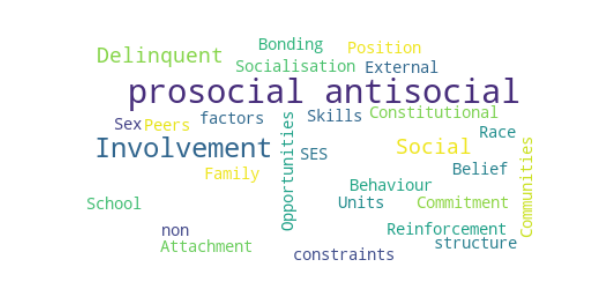 Bonding
Position
Delinquent
Socialisation
External
prosocial antisocial
Sex
Peers
factors
Skills
Constitutional
Race
Involvement
SES
Social
Belief
Family
Opportunities
Behaviour
Communities
School
Units
Commitment
non
Reinforcement
Attachment
structure
constraints